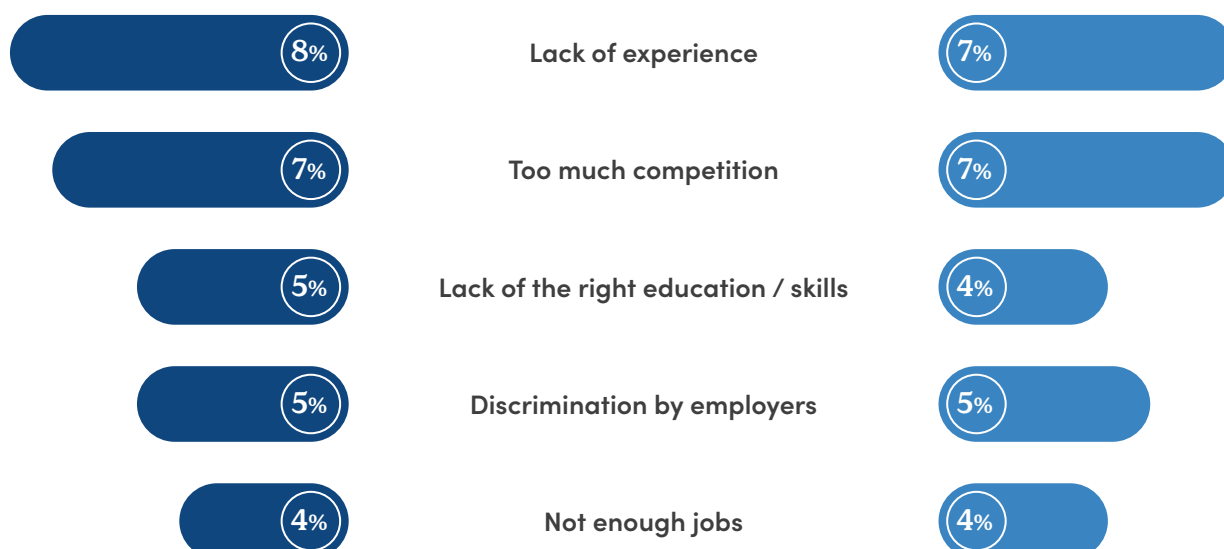 8% Lack of experience 7%
7% Too much competition 7%
5% Lack of the right education / skills 4%
5% Discrimination by employers 5%
4% Not enough jobs 4%